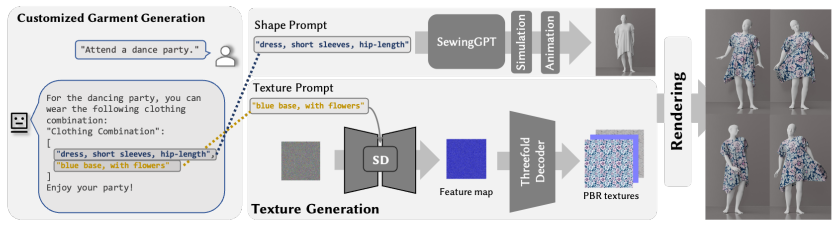 Customized Garment Generation
"Attend a dance party."
For the dancing party, you can
wear the following clothing
combination:
"Clothing Combination":
[
"dress, short sleeves, hip-length",
"blue base, with flowers"
]
Enjoy your party!
Shape Prompt
"dress, short sleeves, hip-length"
SewingGPT
Simulation
Animation
Texture Prompt
"blue base, with flowers"
SD
Feature map
Threefold
Decoder
PBR textures
Texture Generation
Rendering